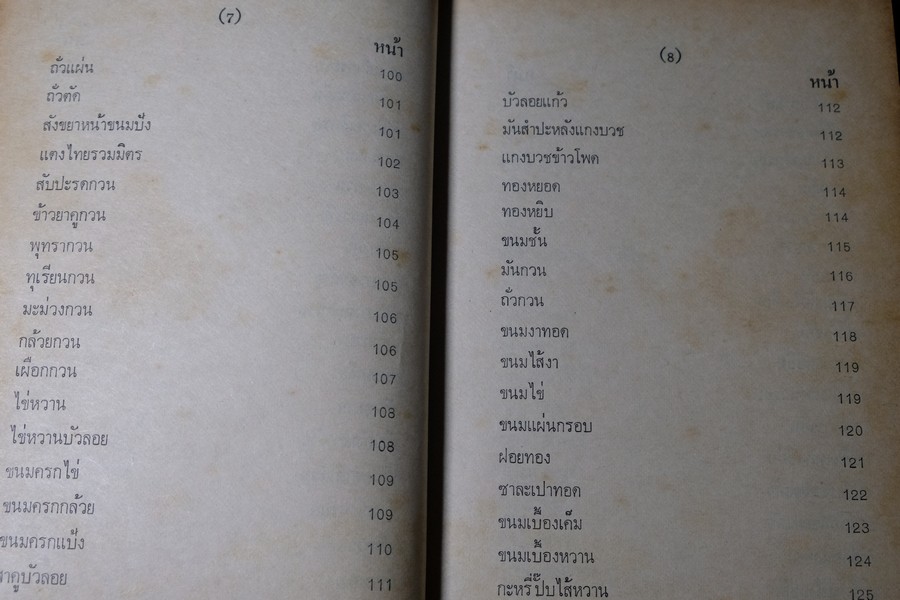 (7)
หน้า
ถั่วแผ่น 100
ถั่วตัด 101
สังขยาหน้าขนมปัง 101
แตงไทยรวมมิตร 102
สับปะรดกวน 103
ข้าวยาคูกวน 104
พุทรากวน 105
ทุเรียนกวน 105
มะม่วงกวน 106
กล้วยกวน 106
เผือกกวน 107
ไข่หวาน 108
ไข่หวานบัวลอย 108
ขนมครกไข่ 109
ขนมครกกล้วย 109
ขนมครกแป้ง 110
สาคูบัวลอย 111
(8)
หน้า
บัวลอยแก้ว 112
มันสำปะหลังแกงบวช 112
แกงบวชข้าวโพด 113
ทองหยอด 114
ทองหยิบ 114
ขนมชั้น 115
มันกวน 116
ถั่วกวน 117
ขนมงาทอด 118
ขนมไส้งา 119
ขนมไข่ 119
ขนมแผ่นกรอบ 120
ฝอยทอง 121
ซาละเปาทอด 122
ขนมเบื้องเค็ม 123
ขนมเบื้องหวาน 124
กะหรี่ปั๊บไส้หวาน 125